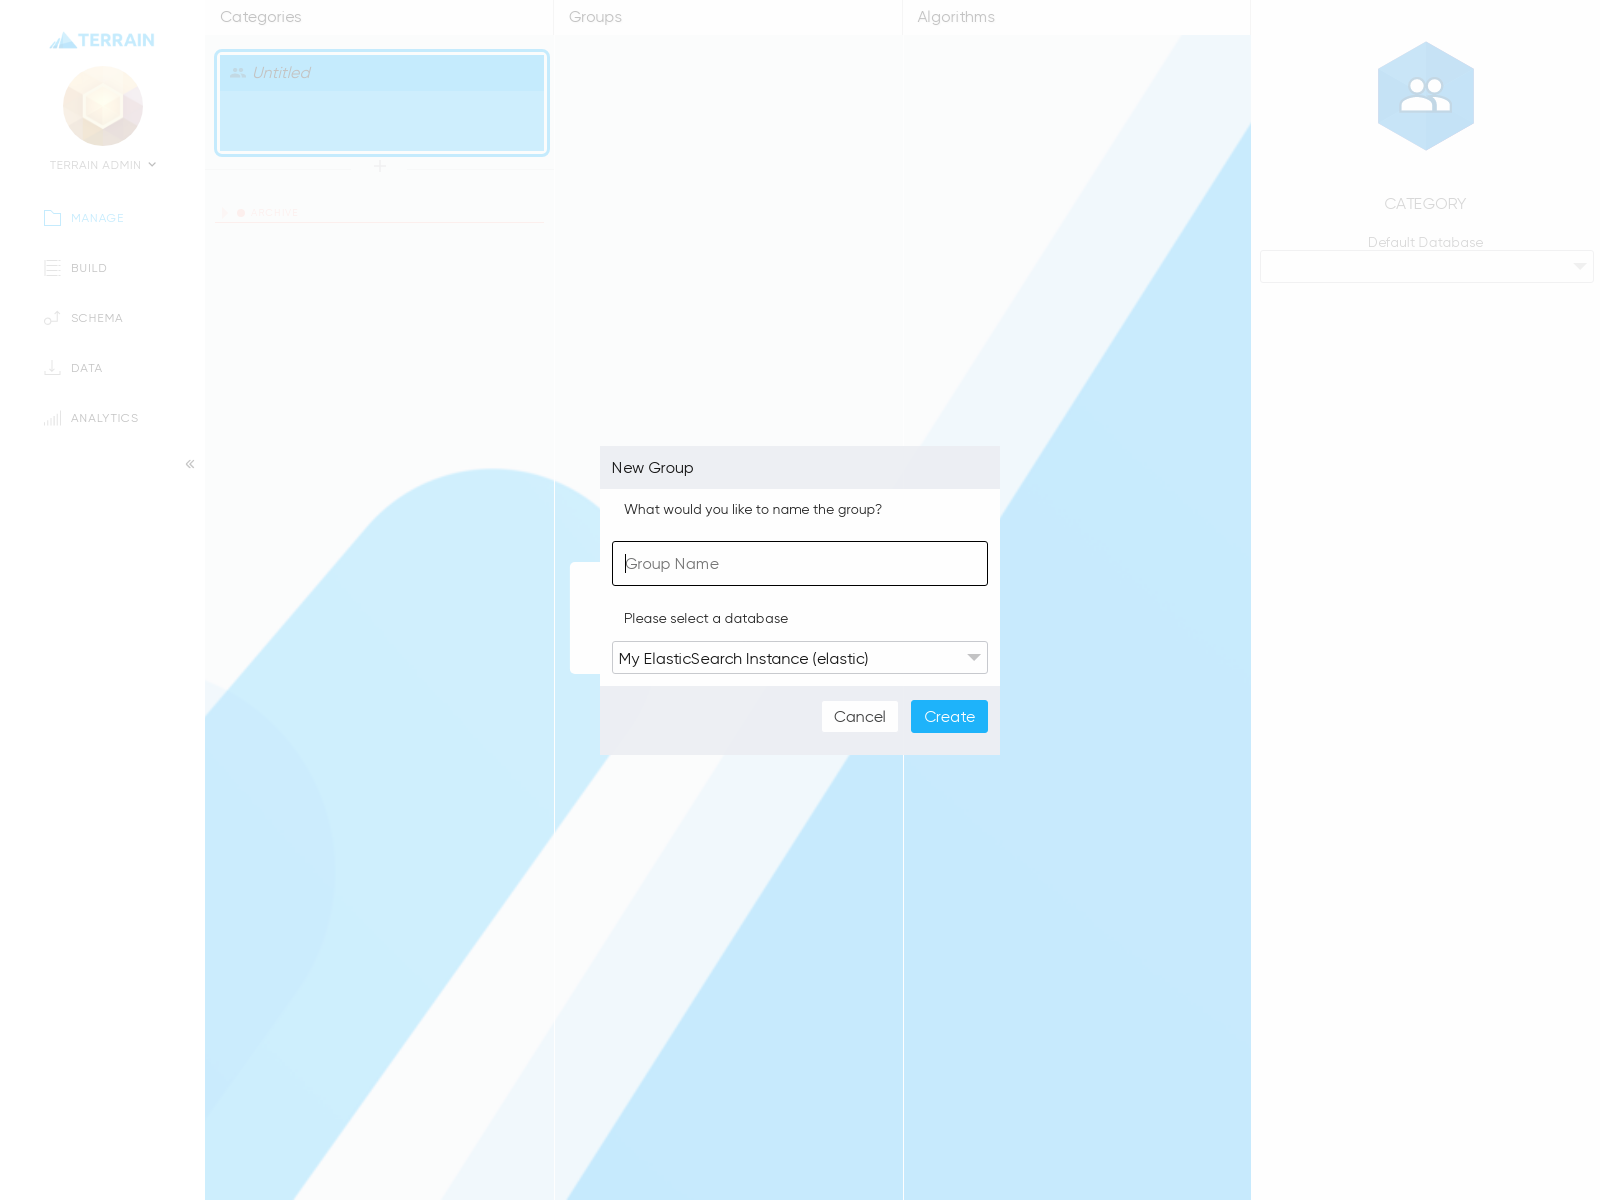 TERRAIN
TERRAIN ADMIN
MANAGE
BUILD
SCHEMA
DATA
ANALYTICS
Categories
Untitled
ARCHIVE
Groups
Algorithms
CATEGORY
Default Database
New Group
What would you like to name the group?
Group Name
Please select a database
My ElasticSearch Instance (elastic)
Cancel
Create